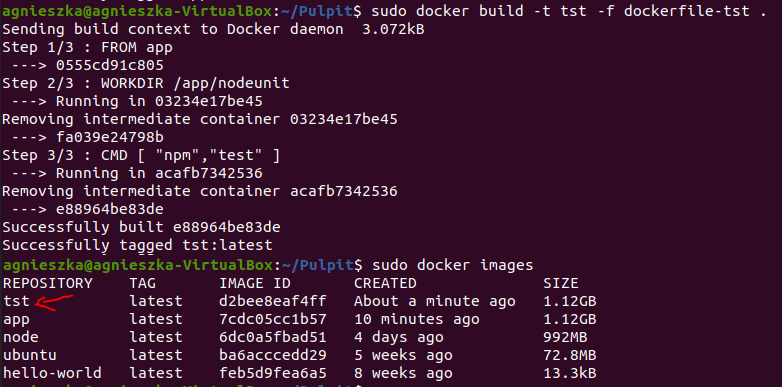 agnieszka@agnieszka-VirtualBox:~/Pulpit$ sudo docker build -t tst -f dockerfile-tst .
Sending build context to Docker daemon  3.072kB
Step 1/3 : FROM app
 ---> 0555cd91c805
Step 2/3 : WORKDIR /app/nodeunit
 ---> Running in 03234e17be45
Removing intermediate container 03234e17be45
 ---> fa039e24798b
Step 3/3 : CMD [ "npm","test" ]
 ---> Running in acafb7342536
Removing intermediate container acafb7342536
 ---> e88964be83de
Successfully built e88964be83de
Successfully tagged tst:latest
agnieszka@agnieszka-VirtualBox:~/Pulpit$ sudo docker images
REPOSITORY    TAG       IMAGE ID       CREATED              SIZE
tst           latest    d2bee8eaf4ff   About a minute ago   1.12GB
app           latest    7cdc05cc1b57   10 minutes ago       1.12GB
node          latest    6dc0a5fbad51   4 days ago           992MB
ubuntu        latest    ba6acccedd29   5 weeks ago          72.8MB
hello-world   latest    feb5d9fea6a5   8 weeks ago          13.3kB